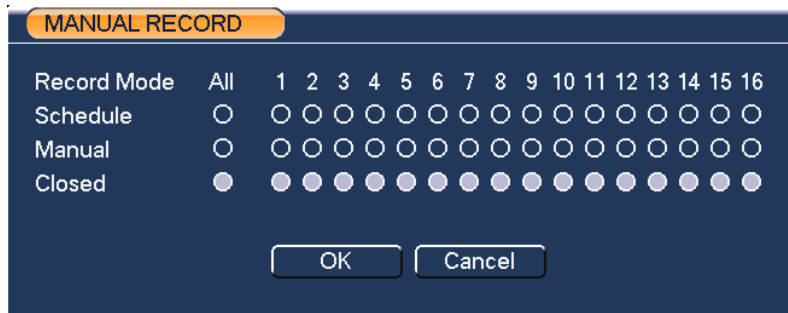 MANUAL RECORD
Record Mode All 1 2 3 4 5 6 7 8 9 10 11 12 13 14 15 16
Schedule
Manual
Closed
OK Cancel